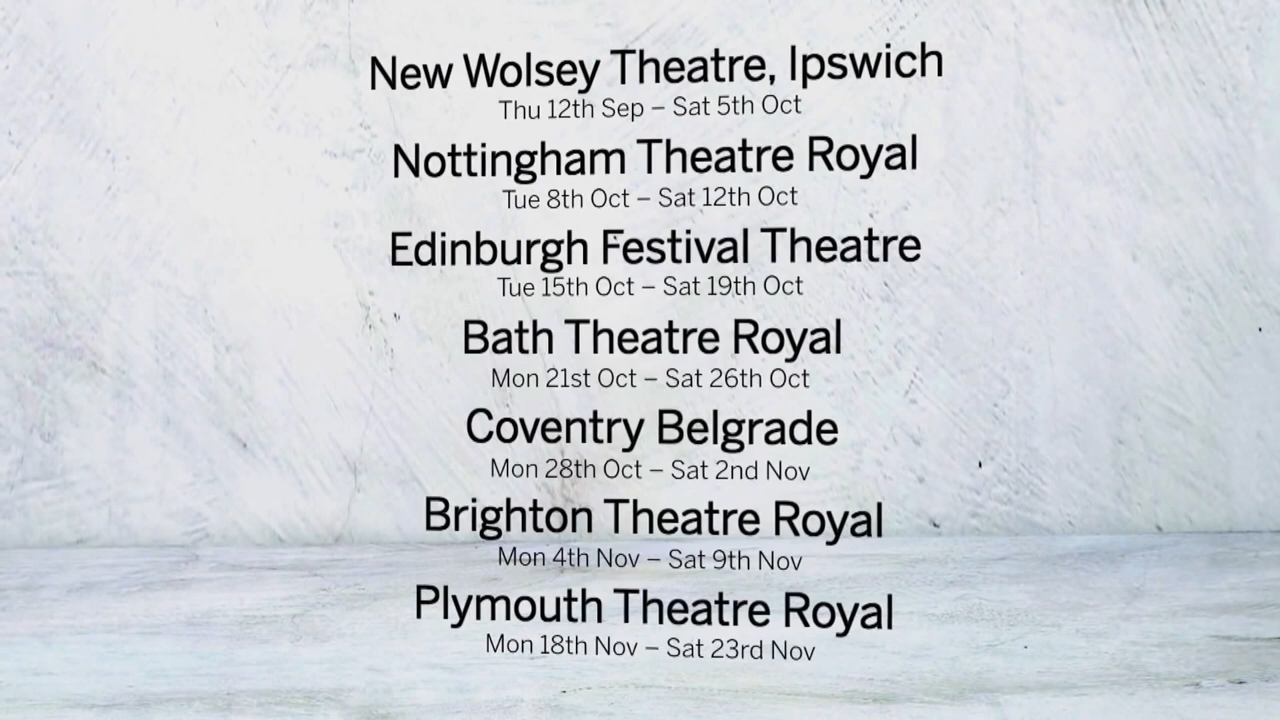 New Wolsey Theatre, Ipswich
Thu 12th Sep – Sat 5th Oct
Nottingham Theatre Royal
Tue 8th Oct – Sat 12th Oct
Edinburgh Festival Theatre
Tue 15th Oct – Sat 19th Oct
Bath Theatre Royal
Mon 21st Oct – Sat 26th Oct
Coventry Belgrade
Mon 28th Oct – Sat 2nd Nov
Brighton Theatre Royal
Mon 4th Nov – Sat 9th Nov
Plymouth Theatre Royal
Mon 18th Nov – Sat 23rd Nov